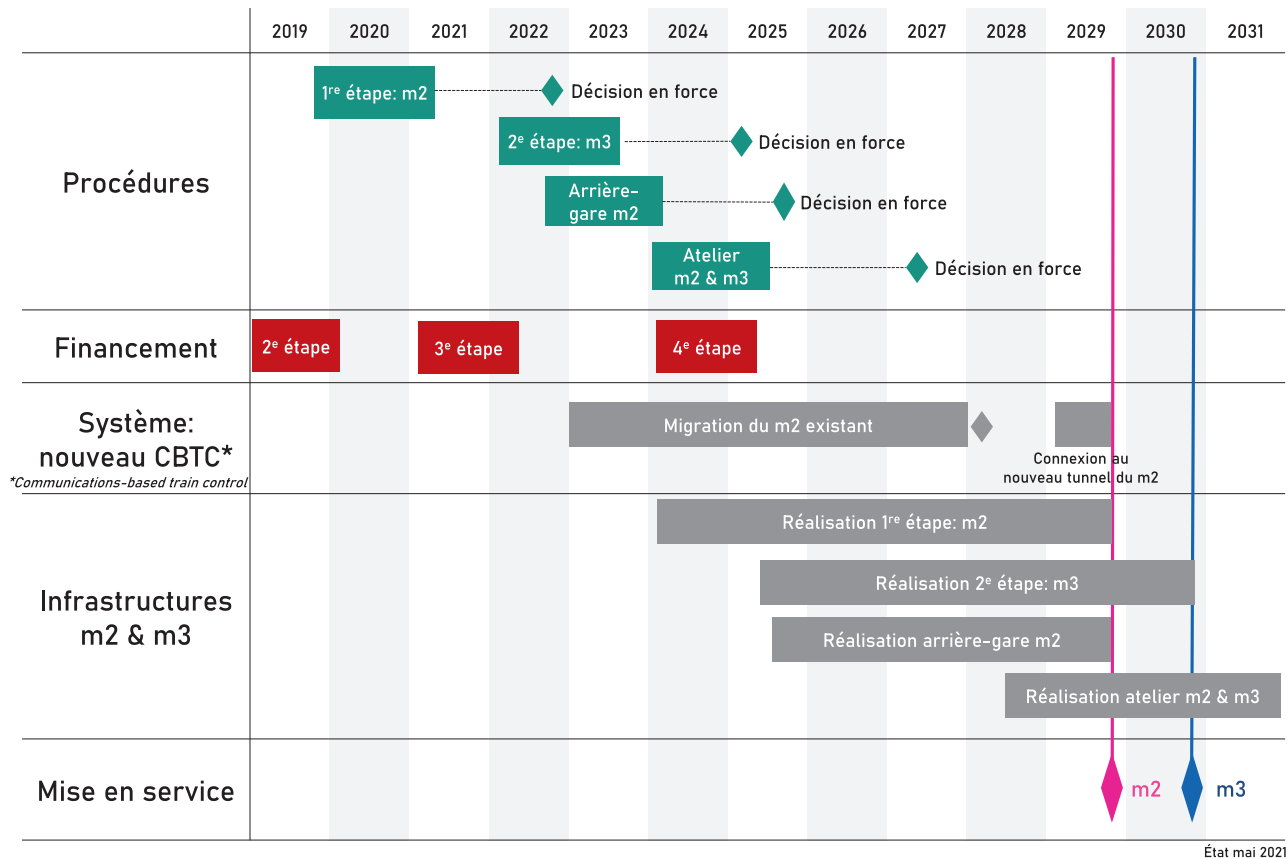 2019 2020 2021 2022 2023 2024 2025 2026 2027 2028 2029 2030 2031
Procédures
1re étape: m2
Décision en force
2e étape: m3
Décision en force
Arrière-
gare m2
Décision en force
Atelier
m2 & m3
Décision en force
Financement
2e étape
3e étape
4e étape
Système:
nouveau CBTC*
*Communications-based train control
Migration du m2 existant
Connexion au
nouveau tunnel du m2
Infrastructures
m2 & m3
Réalisation 1re étape: m2
Réalisation 2e étape: m3
Réalisation arrière-gare m2
Réalisation atelier m2 & m3
Mise en service
m2
m3
État mai 2021